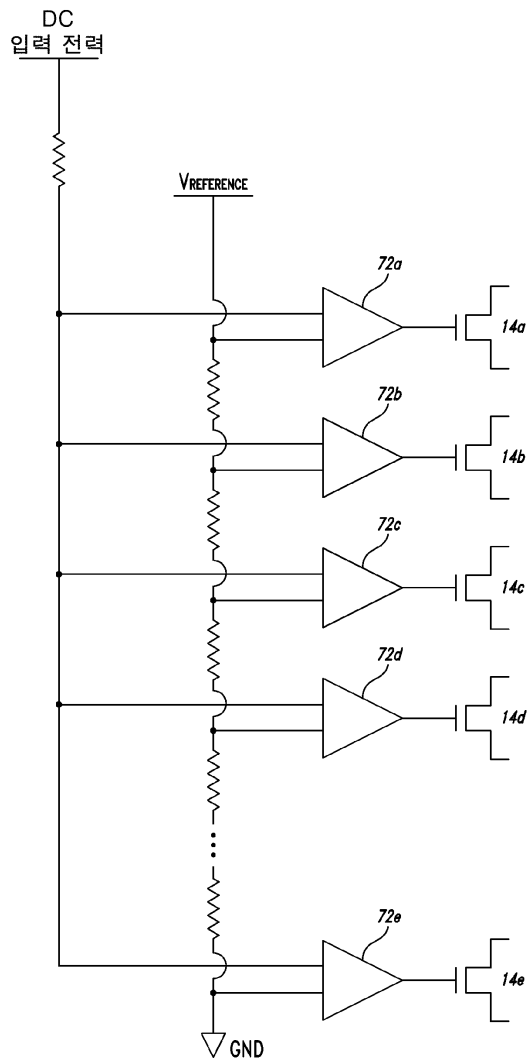 DC
입력 전력
VREFERENCE
72a
14a
72b
14b
72c
14c
72d
14d
72e
14e
GND